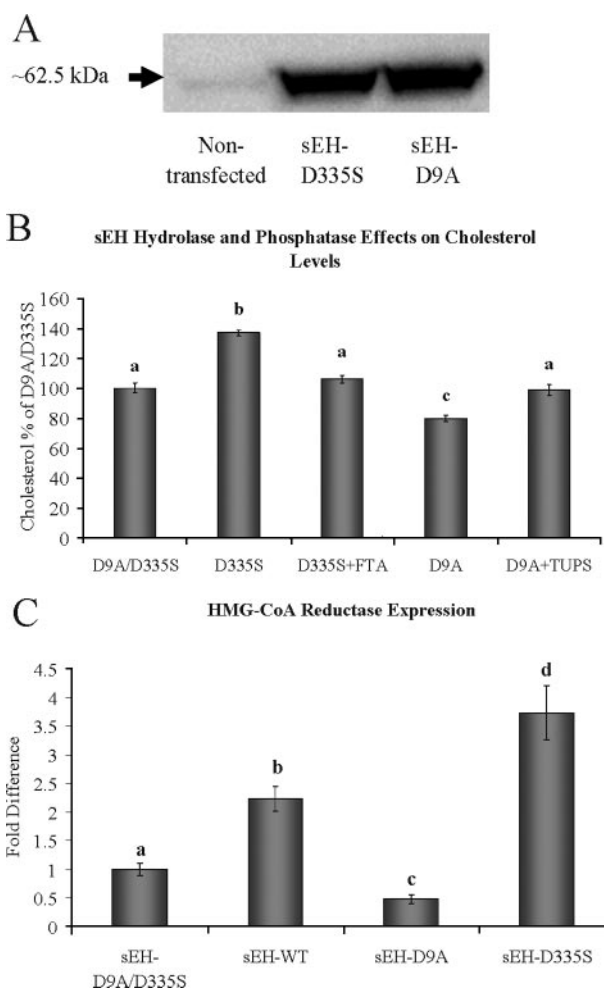 A
~62.5 kDa
Non-
transfected
sEH-
D335S
sEH-
D9A
B
sEH Hydrolase and Phosphatase Effects on Cholesterol
Levels
Cholesterol % of D9A/D335S
160
140
120
100
80
60
40
20
0
a
b
a
c
a
D9A/D335S
D335S
D335S+FTA
D9A
D9A+TUPS
C
HMG-CoA Reductase Expression
Fold Difference
4.5
4
3.5
3
2.5
2
1.5
1
0.5
0
a
b
c
d
sEH-
D9A/D335S
sEH-WT
sEH-D9A
sEH-D335S